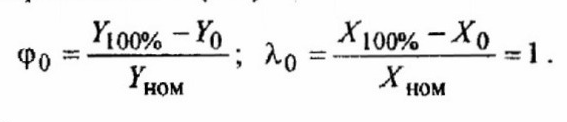 φ₀ = (Y₁₀₀% − Y₀) / Yном ; λ₀ = (X₁₀₀% − X₀) / Xном = 1 .